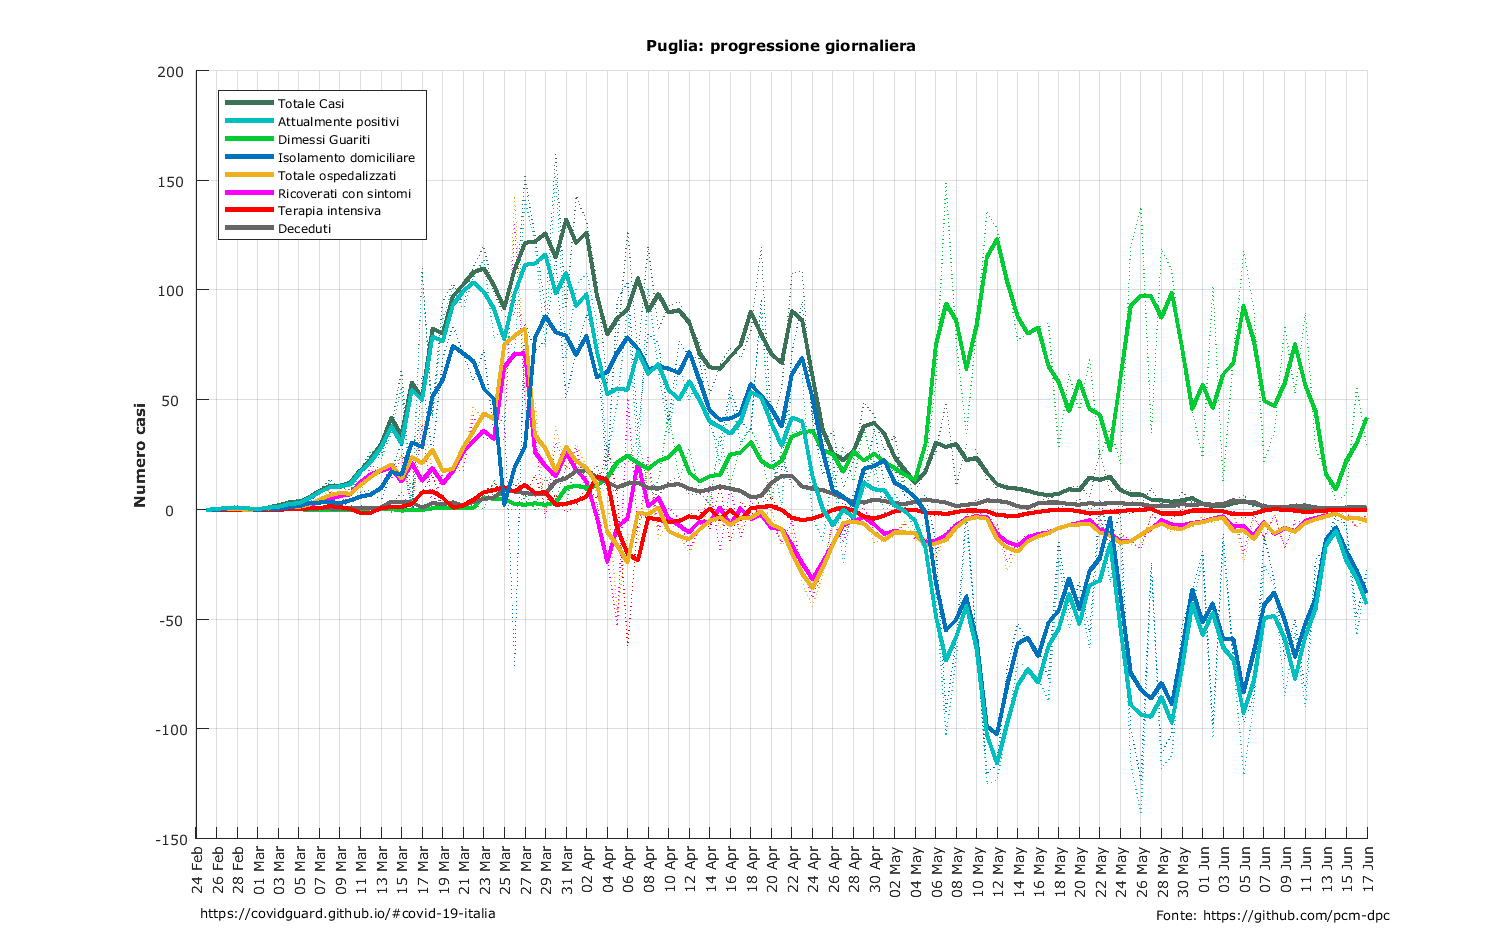 Puglia: progressione giornaliera
200
150
100
50
0
-50
-100
-150
Numero casi
Totale Casi
Attualmente positivi
Dimessi Guariti
Isolamento domiciliare
Totale ospedalizzati
Ricoverati con sintomi
Terapia intensiva
Deceduti
24 Feb
26 Feb
28 Feb
01 Mar
03 Mar
05 Mar
07 Mar
09 Mar
11 Mar
13 Mar
15 Mar
17 Mar
19 Mar
21 Mar
23 Mar
25 Mar
27 Mar
29 Mar
31 Mar
02 Apr
04 Apr
06 Apr
08 Apr
10 Apr
12 Apr
14 Apr
16 Apr
18 Apr
20 Apr
22 Apr
24 Apr
26 Apr
28 Apr
30 Apr
02 May
04 May
06 May
08 May
10 May
12 May
14 May
16 May
18 May
20 May
22 May
24 May
26 May
28 May
30 May
01 Jun
03 Jun
05 Jun
07 Jun
09 Jun
11 Jun
13 Jun
15 Jun
17 Jun
https://covidguard.github.io/#covid-19-italia
Fonte: https://github.com/pcm-dpc